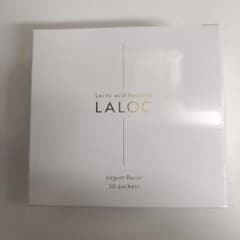 Lactic acid bacteria
LALOC
yogurt flavor
30 packets